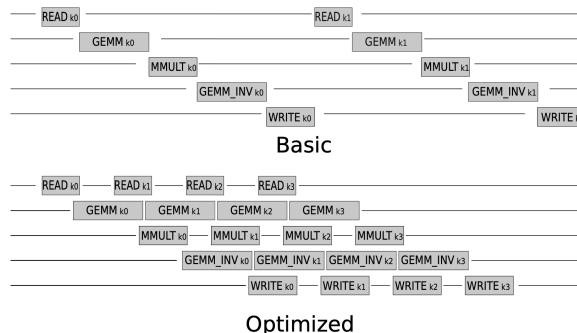 READ k0 READ k1
GEMM k0 GEMM k1
MMULT k0 MMULT k1
GEMM_INV k0 GEMM_INV k1
WRITE k0 WRITE
Basic
READ k0 READ k1 READ k2 READ k3
GEMM k0 GEMM k1 GEMM k2 GEMM k3
MMULT k0 MMULT k1 MMULT k2 MMULT k3
GEMM_INV k0 GEMM_INV k1 GEMM_INV k2 GEMM_INV k3
WRITE k0 WRITE k1 WRITE k2 WRITE k3
Optimized